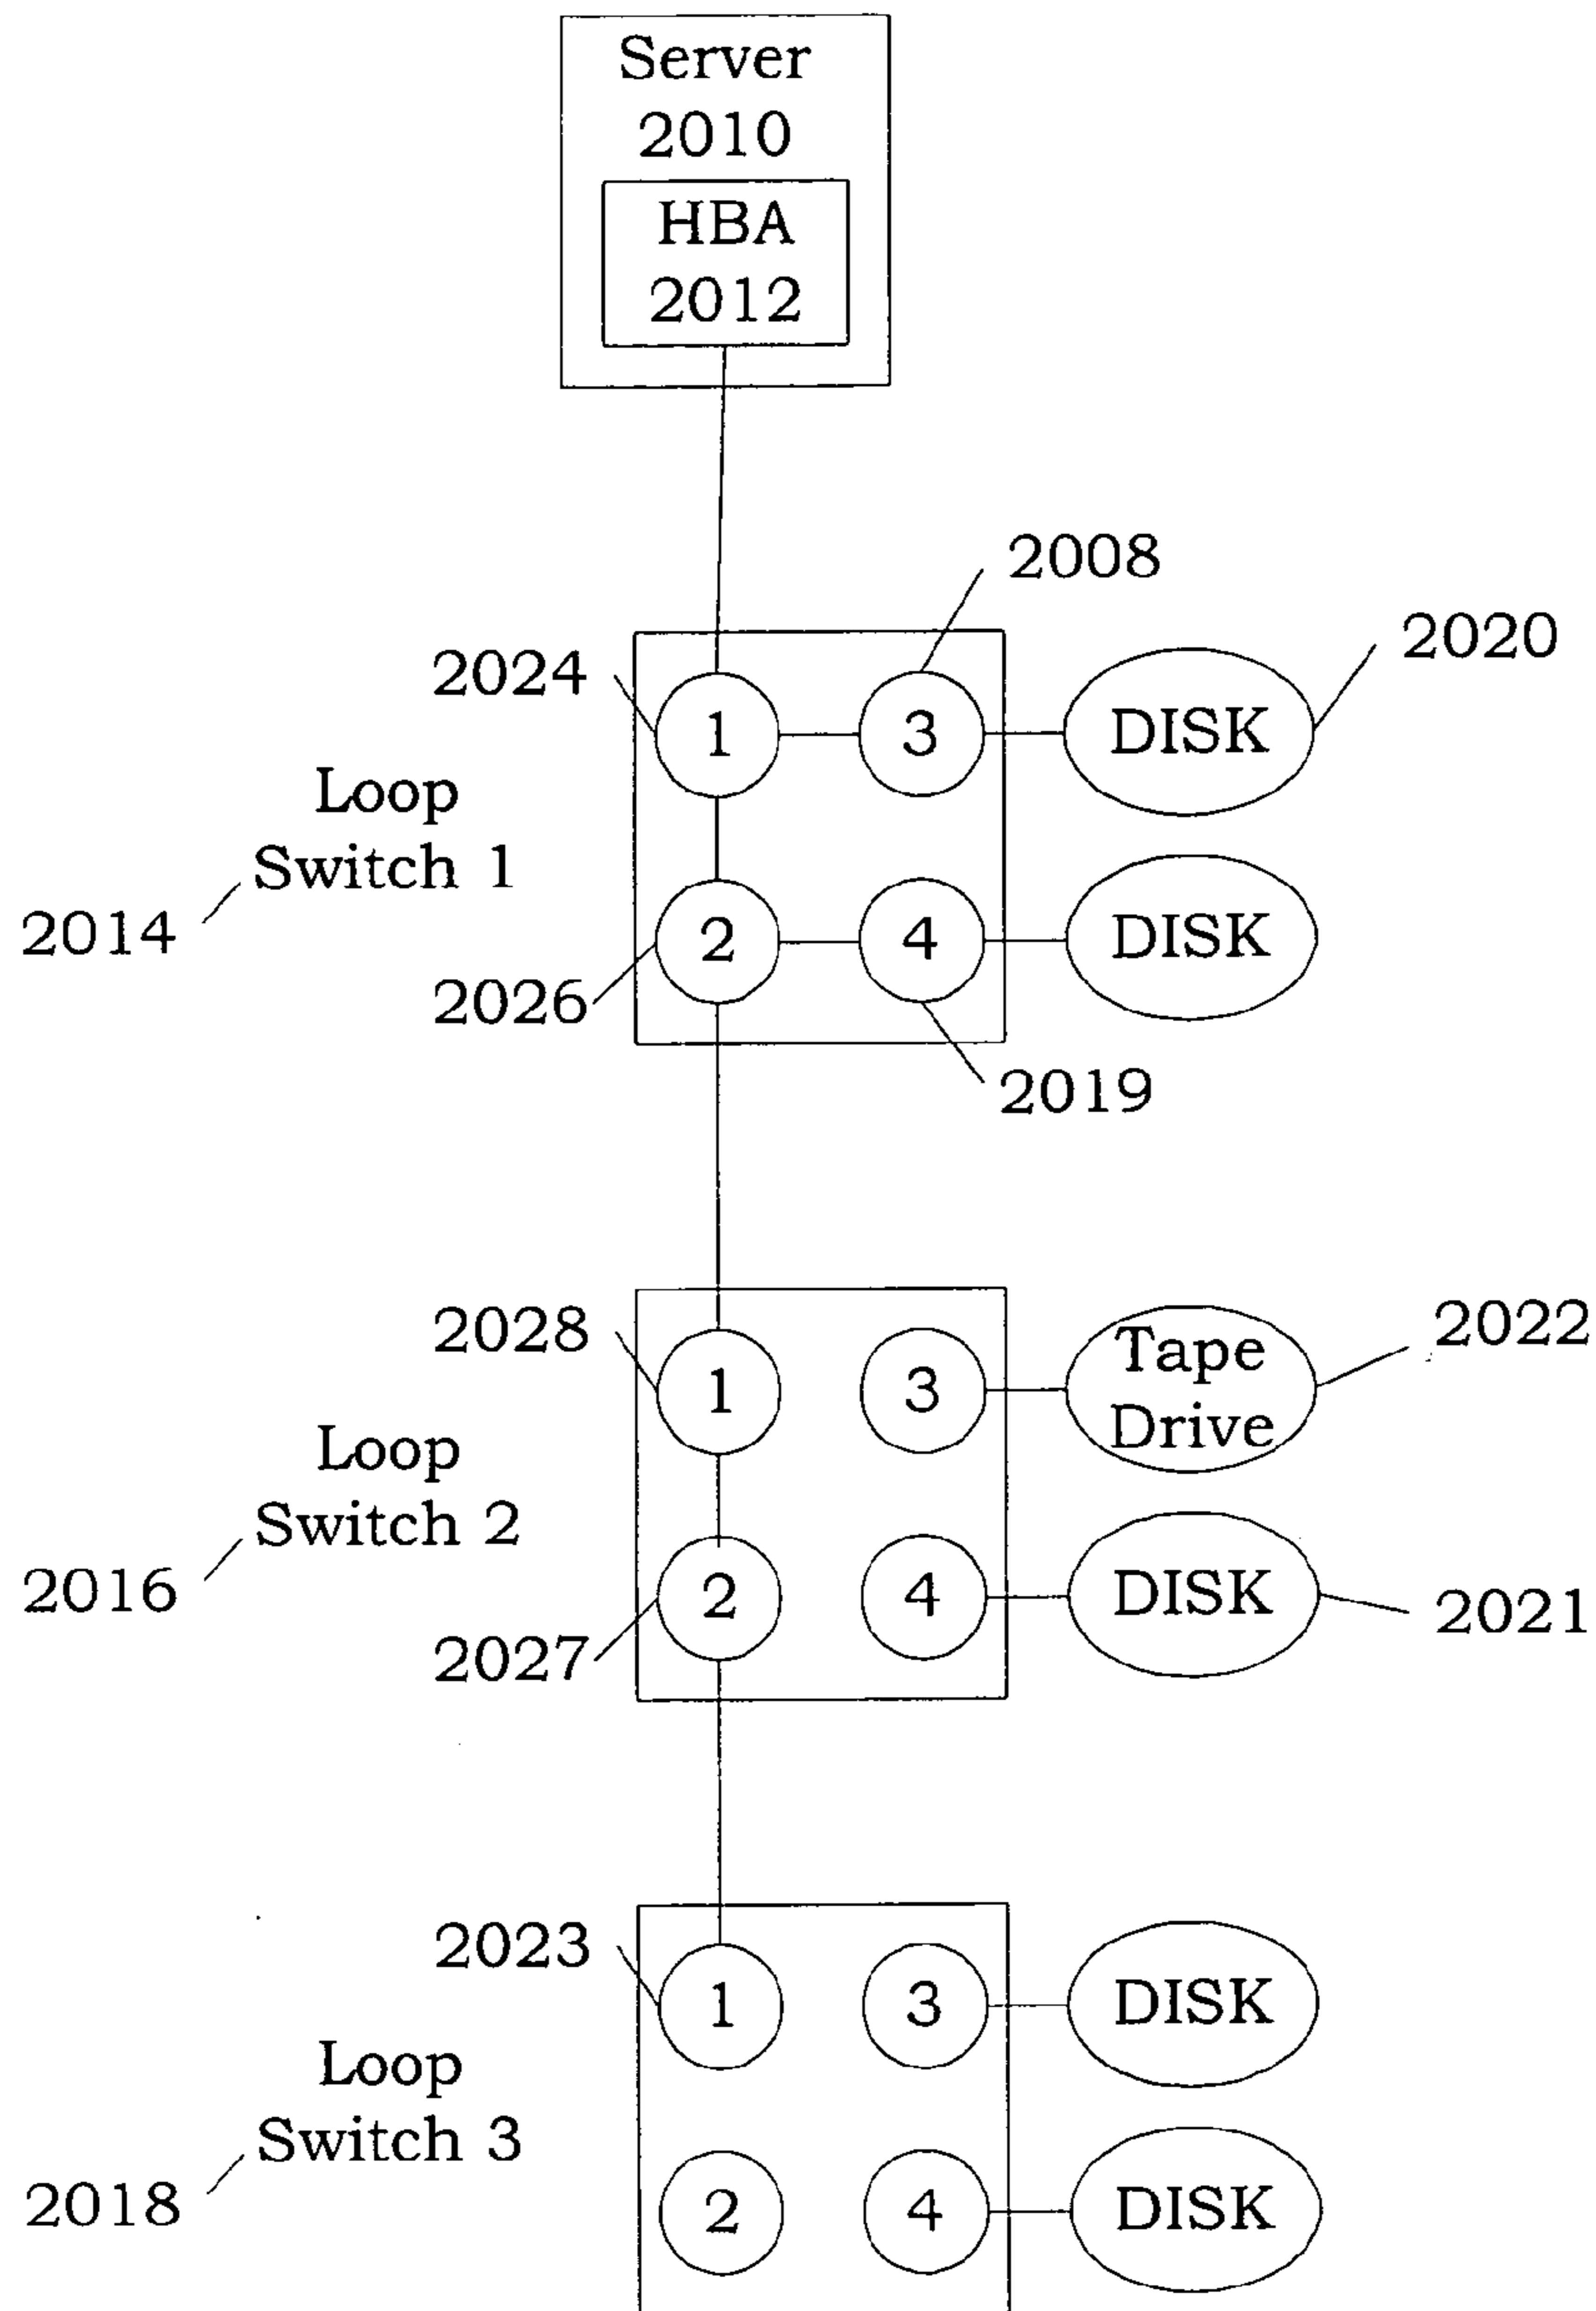 Server
2010
HBA
2012
2008
2020
2024
1
3
DISK
Loop
Switch 1
2014
2
4
DISK
2026
2019
2028
1
3
Tape
Drive
2022
Loop
Switch 2
2016
2
4
DISK
2021
2027
2023
1
3
DISK
Loop
Switch 3
2018
2
4
DISK